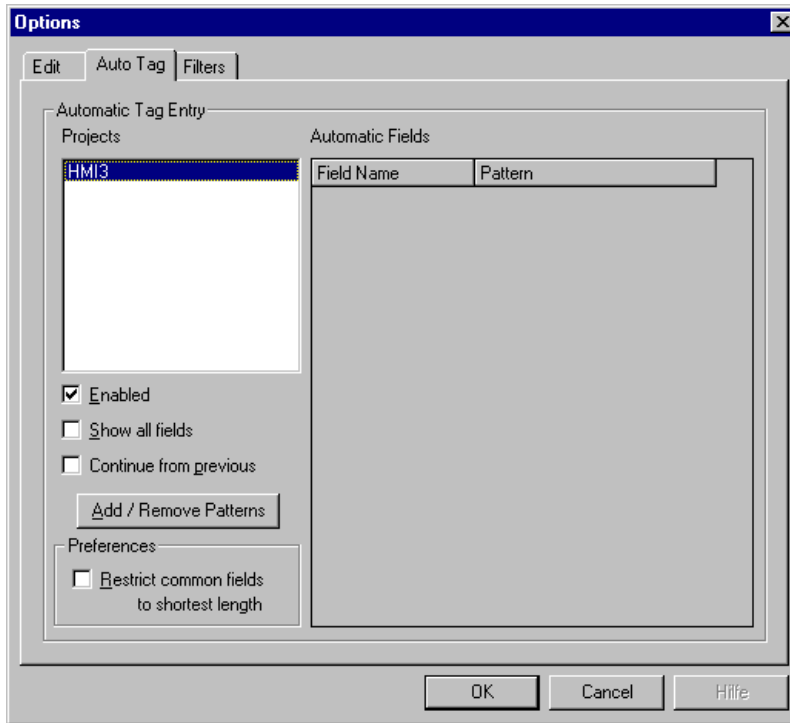 Options
Edit
Auto Tag
Filters
Automatic Tag Entry
Projects
Automatic Fields
HMI3
Field Name
Pattern
Enabled
Show all fields
Continue from previous
Add / Remove Patterns
Preferences
Restrict common fields
to shortest length
OK
Cancel
Hilfe